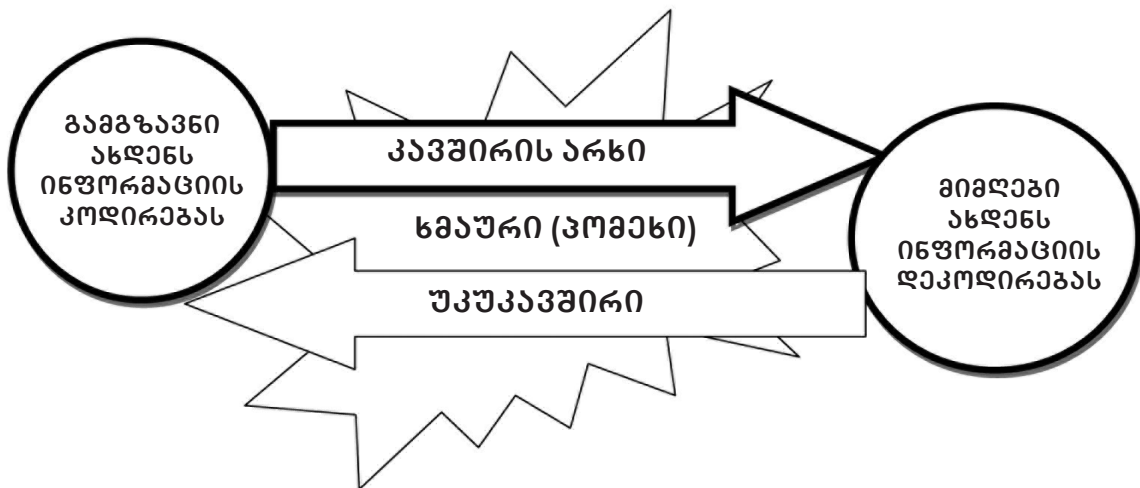 გამგზავნი
ახდენს
ინფორმაციის
კოდირებას
კავშირის არხი
ხმაური (პომეხი)
უკუკავშირი
მიმღები
ახდენს
ინფორმაციის
დეკოდირებას